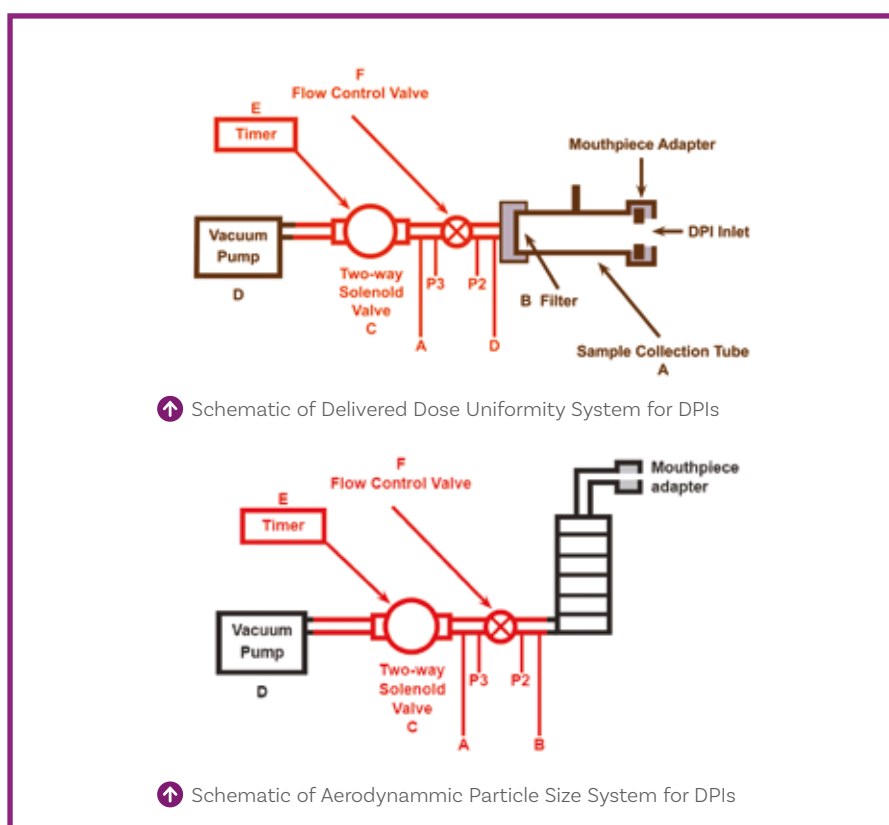 F
Flow Control Valve
E
Timer
Mouthpiece Adapter
Vacuum
Pump
D
Two-way
Solenold
Valve
C
P3
P2
A
D
DPI Inlet
B Filter
Sample Collection Tube
A
Schematic of Delivered Dose Uniformity System for DPIs
F
Flow Control Valve
E
Timer
Mouthpiece
adapter
Vacuum
Pump
D
Two-way
Solenold
Valve
C
P3
P2
A
B
Schematic of Aerodynammic Particle Size System for DPIs